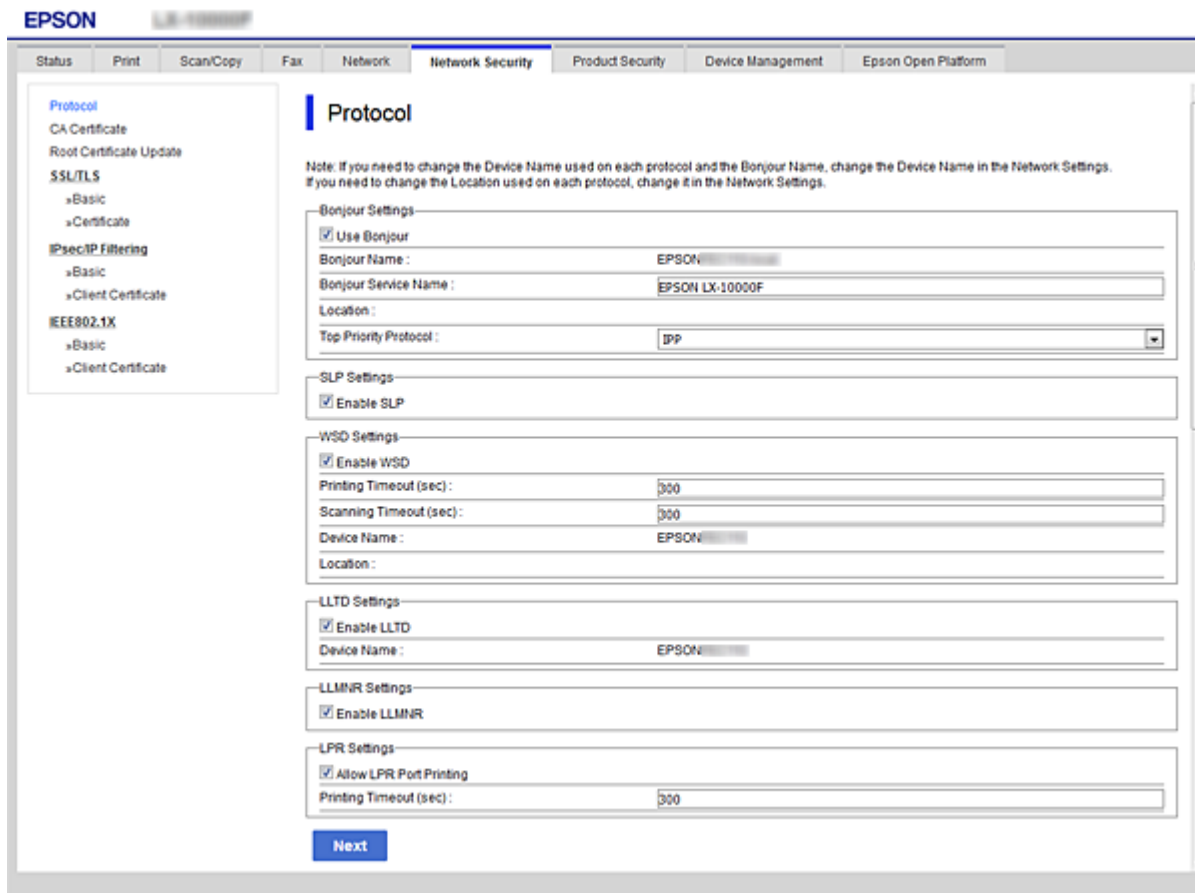 EPSON
Status Print Scan/Copy Fax Network Network Security Product Security Device Management Epson Open Platform
Protocol
CA Certificate
Root Certificate Update
SSL/TLS
»Basic
»Certificate
IPsec/IP Filtering
»Basic
»Client Certificate
IEEE802.1X
»Basic
»Client Certificate
Protocol
Note: If you need to change the Device Name used on each protocol and the Bonjour Name, change the Device Name in the Network Settings.
If you need to change the Location used on each protocol, change it in the Network Settings.
Bonjour Settings
Use Bonjour
Bonjour Name : EPSON
Bonjour Service Name : EPSON LX-10000F
Location :
Top Priority Protocol : IPP
SLP Settings
Enable SLP
WSD Settings
Enable WSD
Printing Timeout (sec) : 300
Scanning Timeout (sec) : 300
Device Name : EPSON
Location :
LLTD Settings
Enable LLTD
Device Name : EPSON
LLMNR Settings
Enable LLMNR
LPR Settings
Allow LPR Port Printing
Printing Timeout (sec) : 300
Next